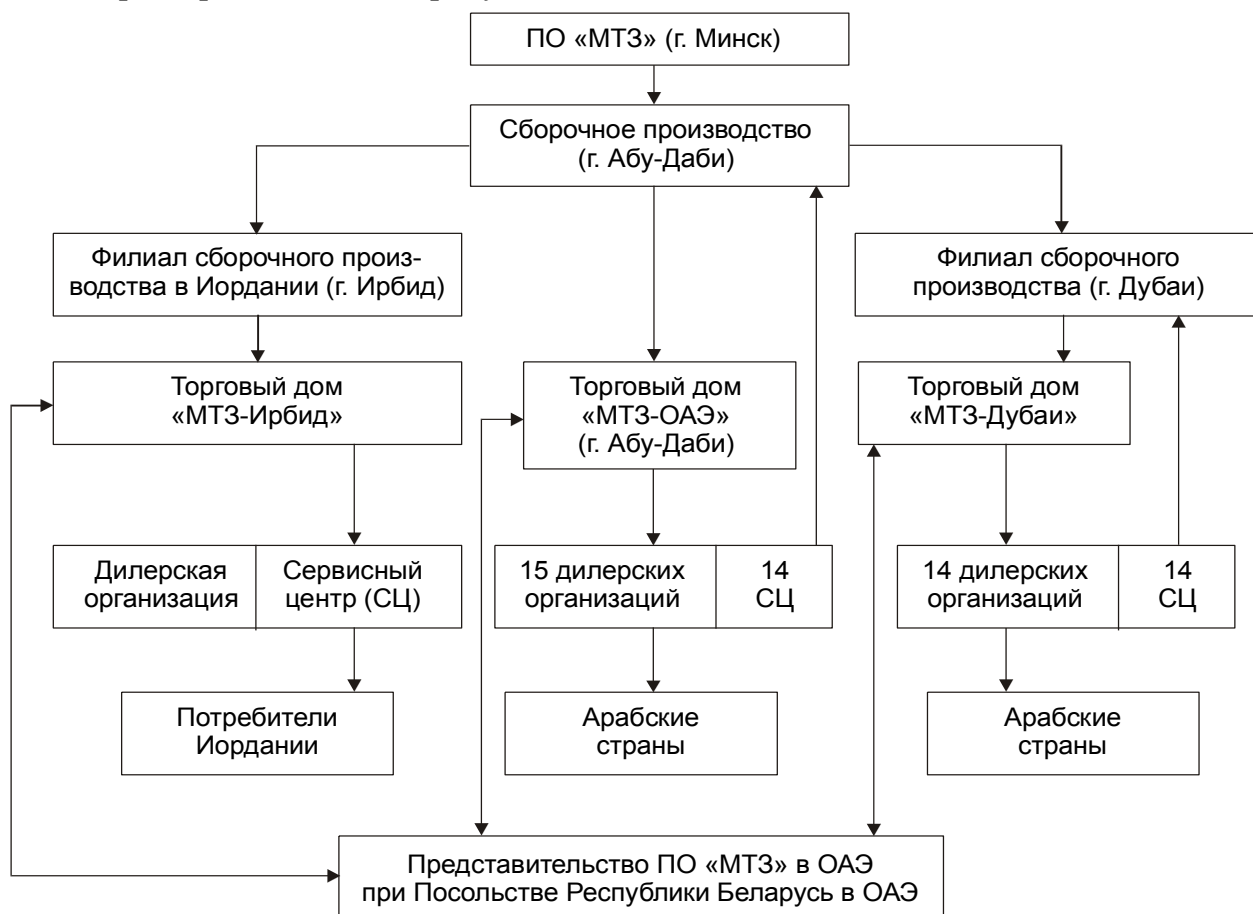 ПО «МТЗ» (г. Минск)
Сборочное производство
(г. Абу-Даби)
Филиал сборочного произ-
водства в Иордании (г. Ирбид)
Филиал сборочного
производства (г. Дубаи)
Торговый дом
«МТЗ-Ирбид»
Торговый дом
«МТЗ-ОАЭ»
(г. Абу-Даби)
Торговый дом
«МТЗ-Дубаи»
Дилерская
организация
Сервисный
центр (СЦ)
15 дилерских
организаций
14
СЦ
14 дилерских
организаций
14
СЦ
Потребители
Иордании
Арабские
страны
Арабские
страны
Представительство ПО «МТЗ» в ОАЭ
при Посольстве Республики Беларусь в ОАЭ